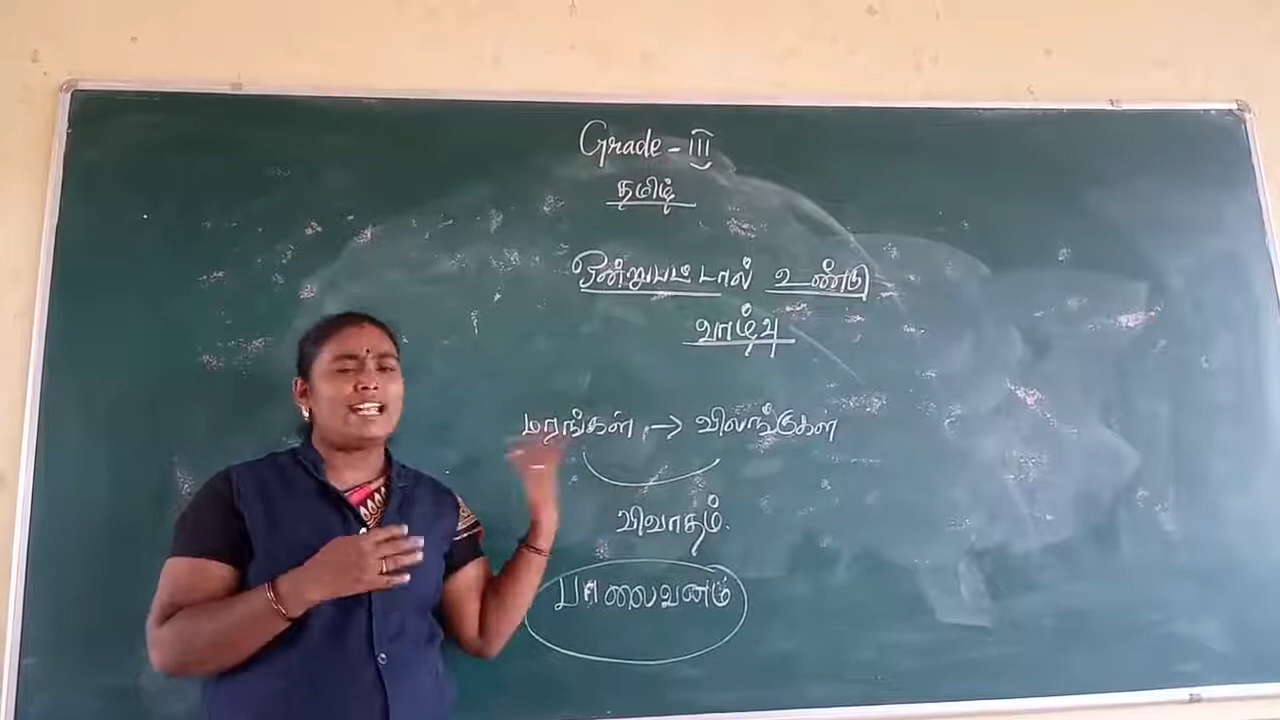 Grade - III
தமிழ்
ஒன்றுபட்டால் உண்டு
வாழ்வு
மரங்கள் → விலங்குகள்
விவாதம்.
பாலைவனம்